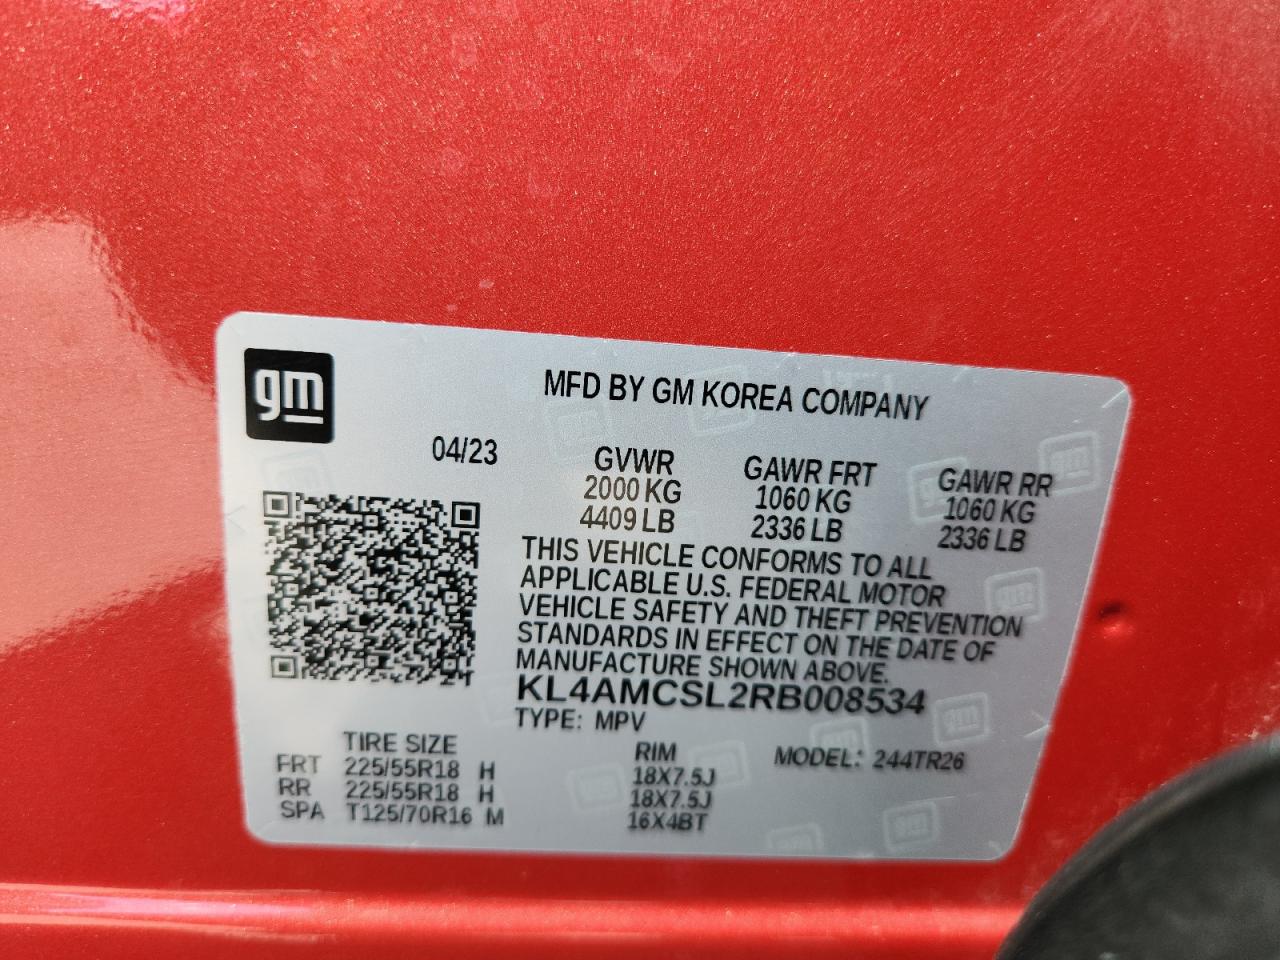 gm
MFD BY GM KOREA COMPANY
04/23 GVWR GAWR FRT GAWR RR
2000 KG 1060 KG 1060 KG
4409 LB 2336 LB 2336 LB
THIS VEHICLE CONFORMS TO ALL
APPLICABLE U.S. FEDERAL MOTOR
VEHICLE SAFETY AND THEFT PREVENTION
STANDARDS IN EFFECT ON THE DATE OF
MANUFACTURE SHOWN ABOVE.
KL4AMCSL2RB008534
TYPE: MPV
TIRE SIZE RIM MODEL: 244TR26
FRT 225/55R18 H 18X7.5J
RR 225/55R18 H 18X7.5J
SPA T125/70R16 M 16X4BT